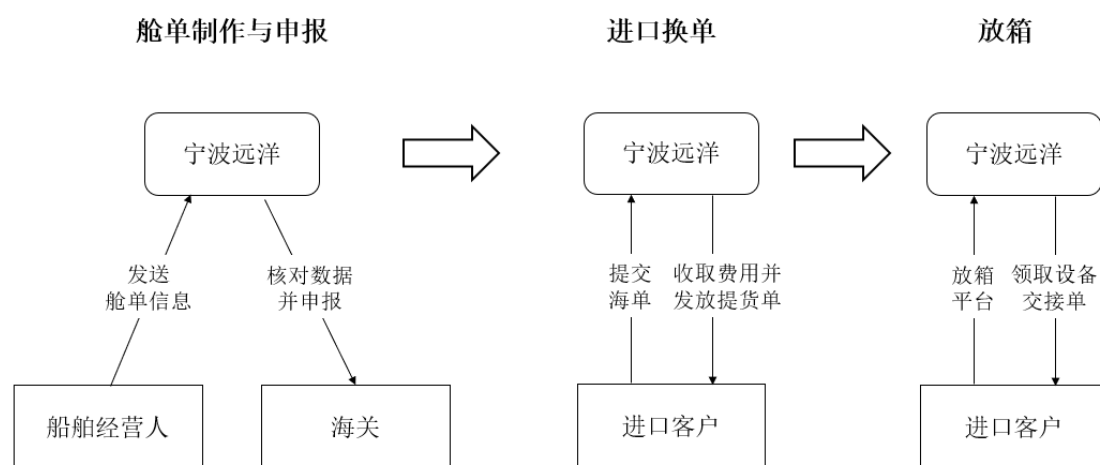 舱单制作与申报
进口换单
放箱
宁波远洋
宁波远洋
宁波远洋
发送
舱单信息
核对数据
并申报
提交
海单
收取费用并
发放提货单
放箱
平台
领取设备
交接单
船舶经营人
海关
进口客户
进口客户